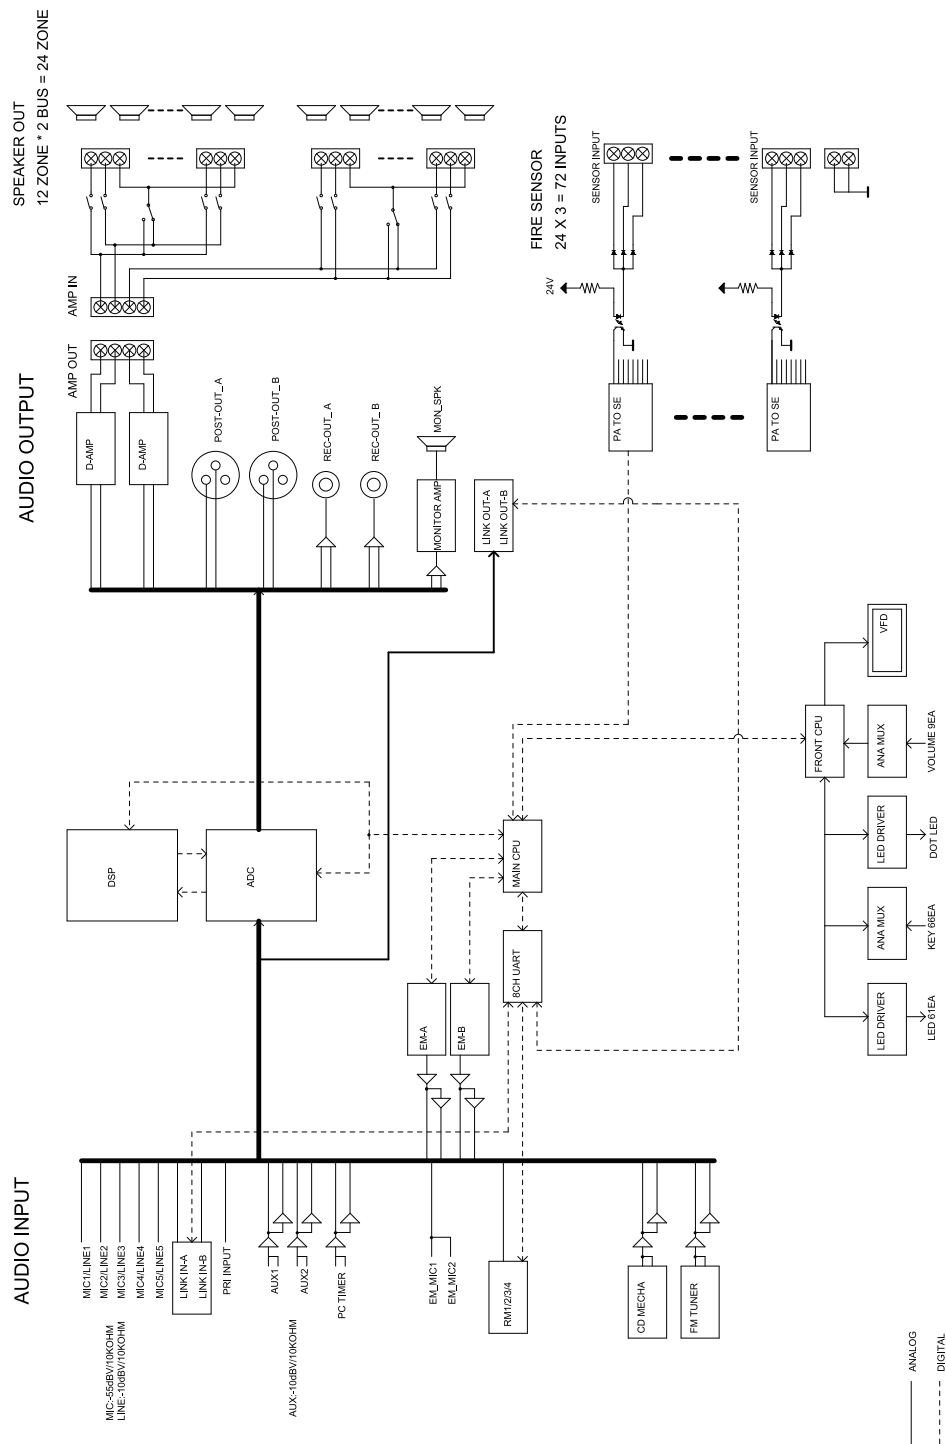 AUDIO INPUT
MIC1/LINE1
MIC2/LINE2
MIC3/LINE3
MIC4/LINE4
MIC5/LINE5
MIC:-55dBV/10KOHM
LINE:-10dBV/10KOHM
LINK IN-A
LINK IN-B
PRI INPUT
AUX1
AUX2
AUX:-10dBV/10KOHM
PC TIMER
EM_MIC1
EM_MIC2
RM1/2/3/4
CD MECHA
FM TUNER
DSP
ADC
EM-A
EM-B
8CH UART
MAIN CPU
AUDIO OUTPUT
AMP OUT
AMP IN
D-AMP
D-AMP
POST-OUT_A
POST-OUT_B
REC-OUT_A
REC-OUT_B
MONITOR AMP
MON_SPK
LINK OUT-A
LINK OUT-B
SPEAKER OUT
12 ZONE * 2 BUS = 24 ZONE
FIRE SENSOR
24 X 3 = 72 INPUTS
SENSOR INPUT
SENSOR INPUT
24V
PA TO SE
PA TO SE
FRONT CPU
VFD
ANA MUX
VOLUME 9EA
LED DRIVER
DOT LED
ANA MUX
KEY 66EA
LED DRIVER
LED 61EA
ANALOG
DIGITAL